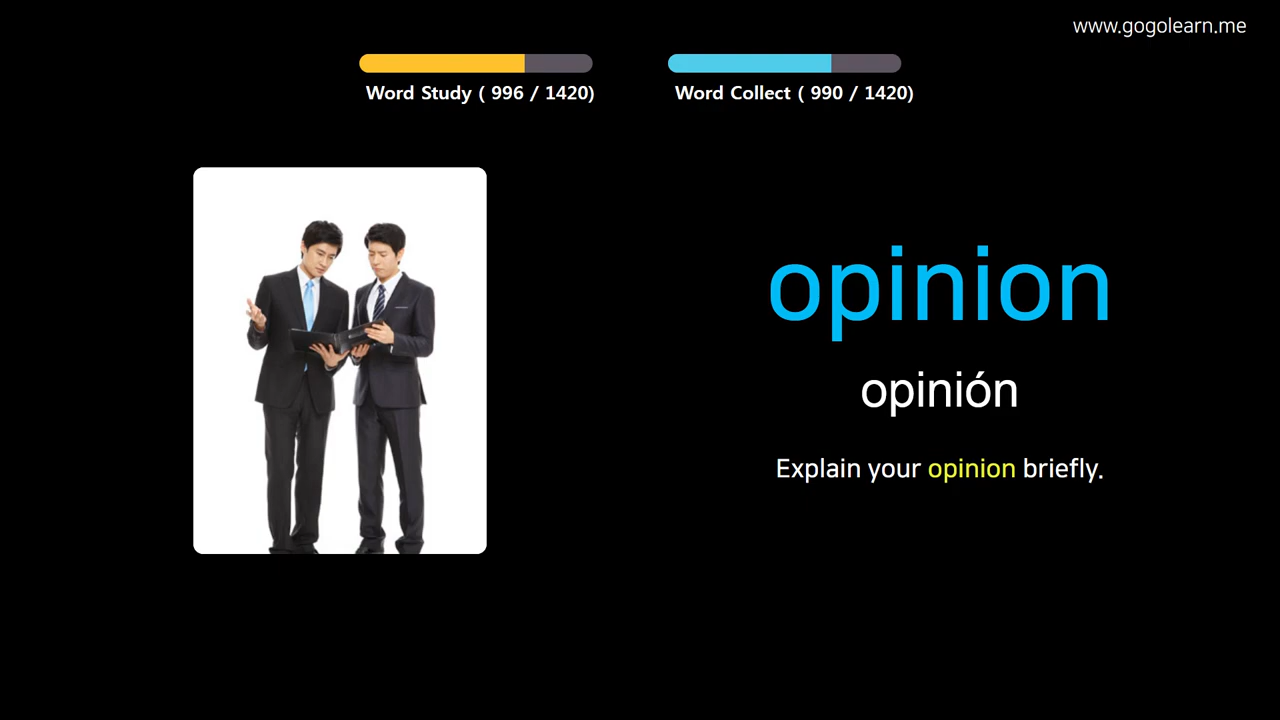 www.gogolearn.me
Word Study ( 996 / 1420)
Word Collect ( 990 / 1420)
opinion
opinión
Explain your opinion briefly.